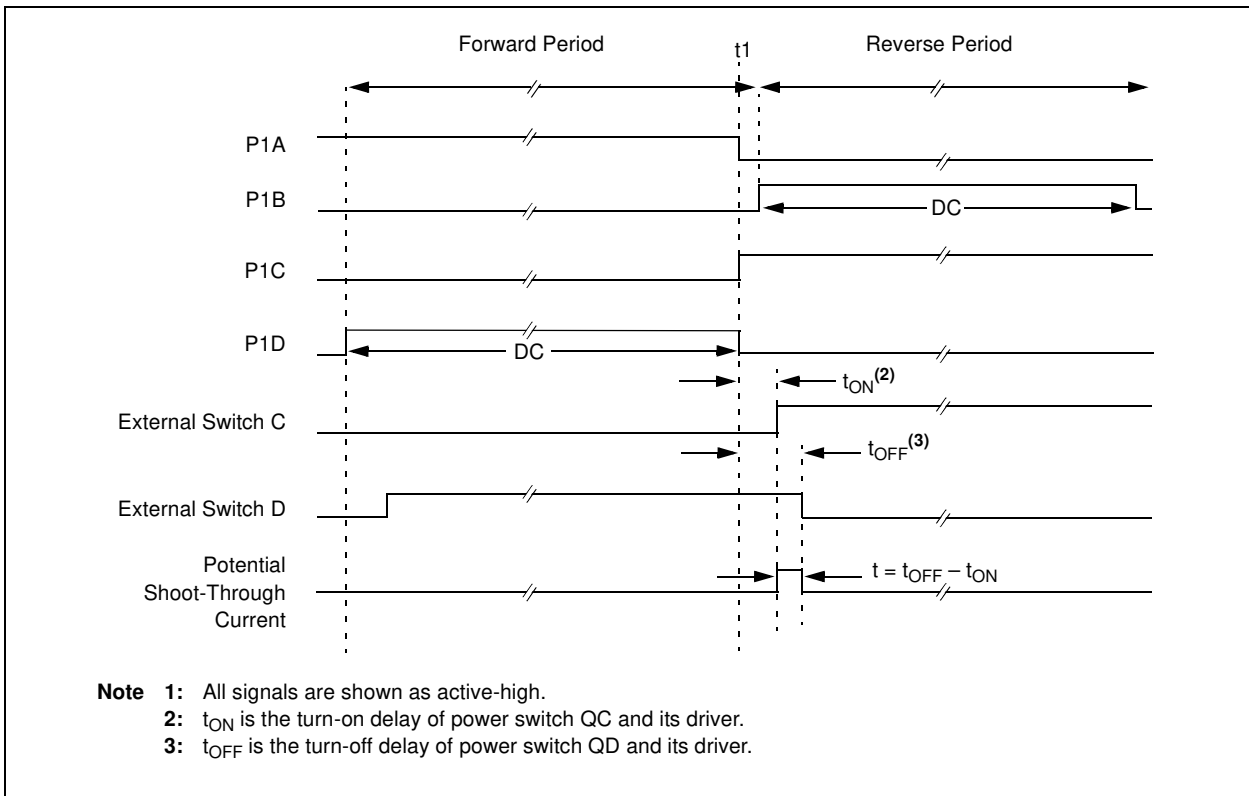 Forward Period
t1
Reverse Period
P1A
P1B
DC
P1C
P1D
DC
tON(2)
External Switch C
tOFF(3)
External Switch D
Potential
Shoot-Through
Current
t = tOFF – tON
Note 1: All signals are shown as active-high.
2: tON is the turn-on delay of power switch QC and its driver.
3: tOFF is the turn-off delay of power switch QD and its driver.